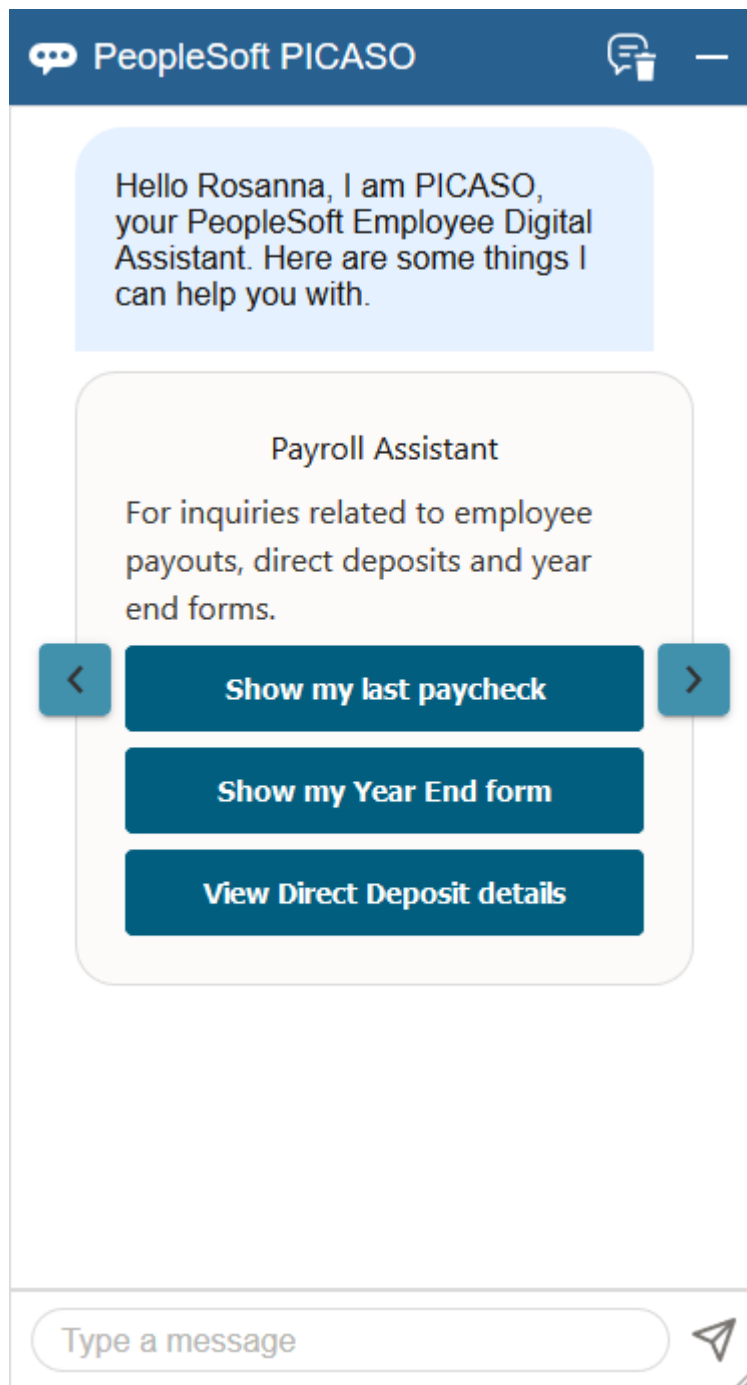 PeopleSoft PICASO
Hello Rosanna, I am PICASO,
your PeopleSoft Employee Digital
Assistant. Here are some things I
can help you with.
Payroll Assistant
For inquiries related to employee
payouts, direct deposits and year
end forms.
Show my last paycheck
Show my Year End form
View Direct Deposit details
Type a message